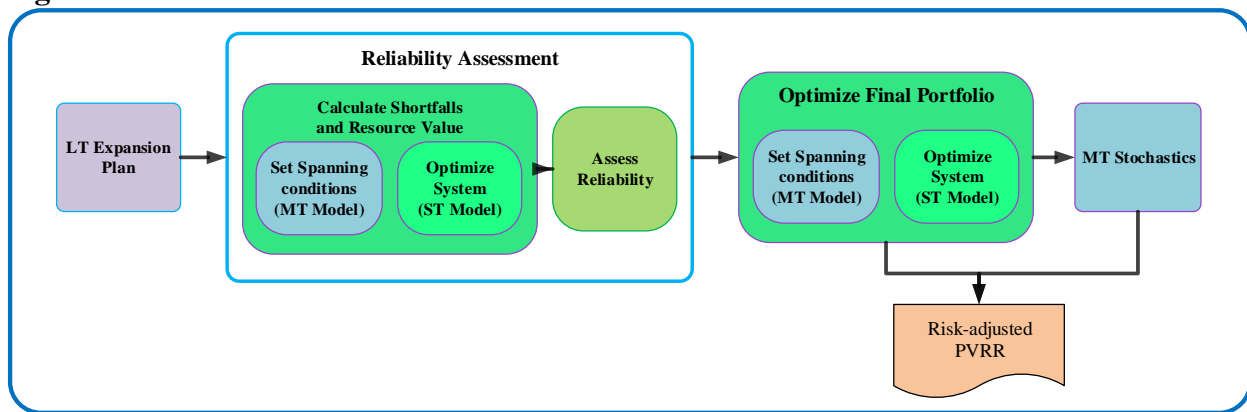 LT Expansion
Plan
Reliability Assessment
Calculate Shortfalls
and Resource Value
Set Spanning
conditions
(MT Model)
Optimize
System
(ST Model)
Assess
Reliability
Optimize Final Portfolio
Set Spanning
conditions
(MT Model)
Optimize
System
(ST Model)
MT Stochastics
Risk-adjusted
PVRR